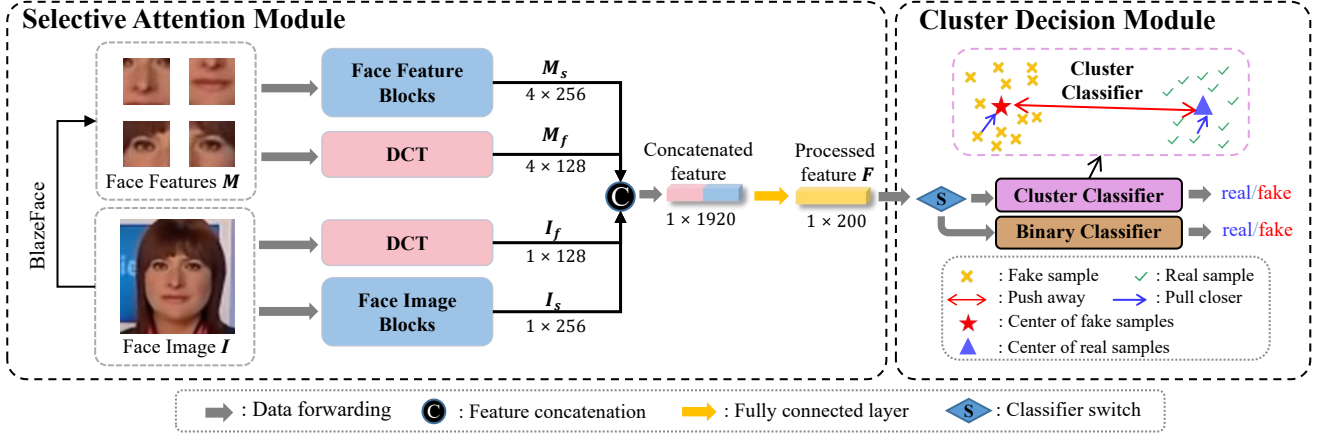 Selective Attention Module
Face Features M
BlazeFace
Face Image I
Face Feature
Blocks
DCT
DCT
Face Image
Blocks
M_s
4 × 256
M_f
4 × 128
I_f
1 × 128
I_s
1 × 256
C
Concatenated
feature
1 × 1920
Processed
feature F
1 × 200
Cluster Decision Module
Cluster
Classifier
S
Cluster Classifier
real/fake
Binary Classifier
real/fake
: Fake sample
: Real sample
: Push away
: Pull closer
: Center of fake samples
: Center of real samples
: Data forwarding
C : Feature concatenation
: Fully connected layer
S : Classifier switch